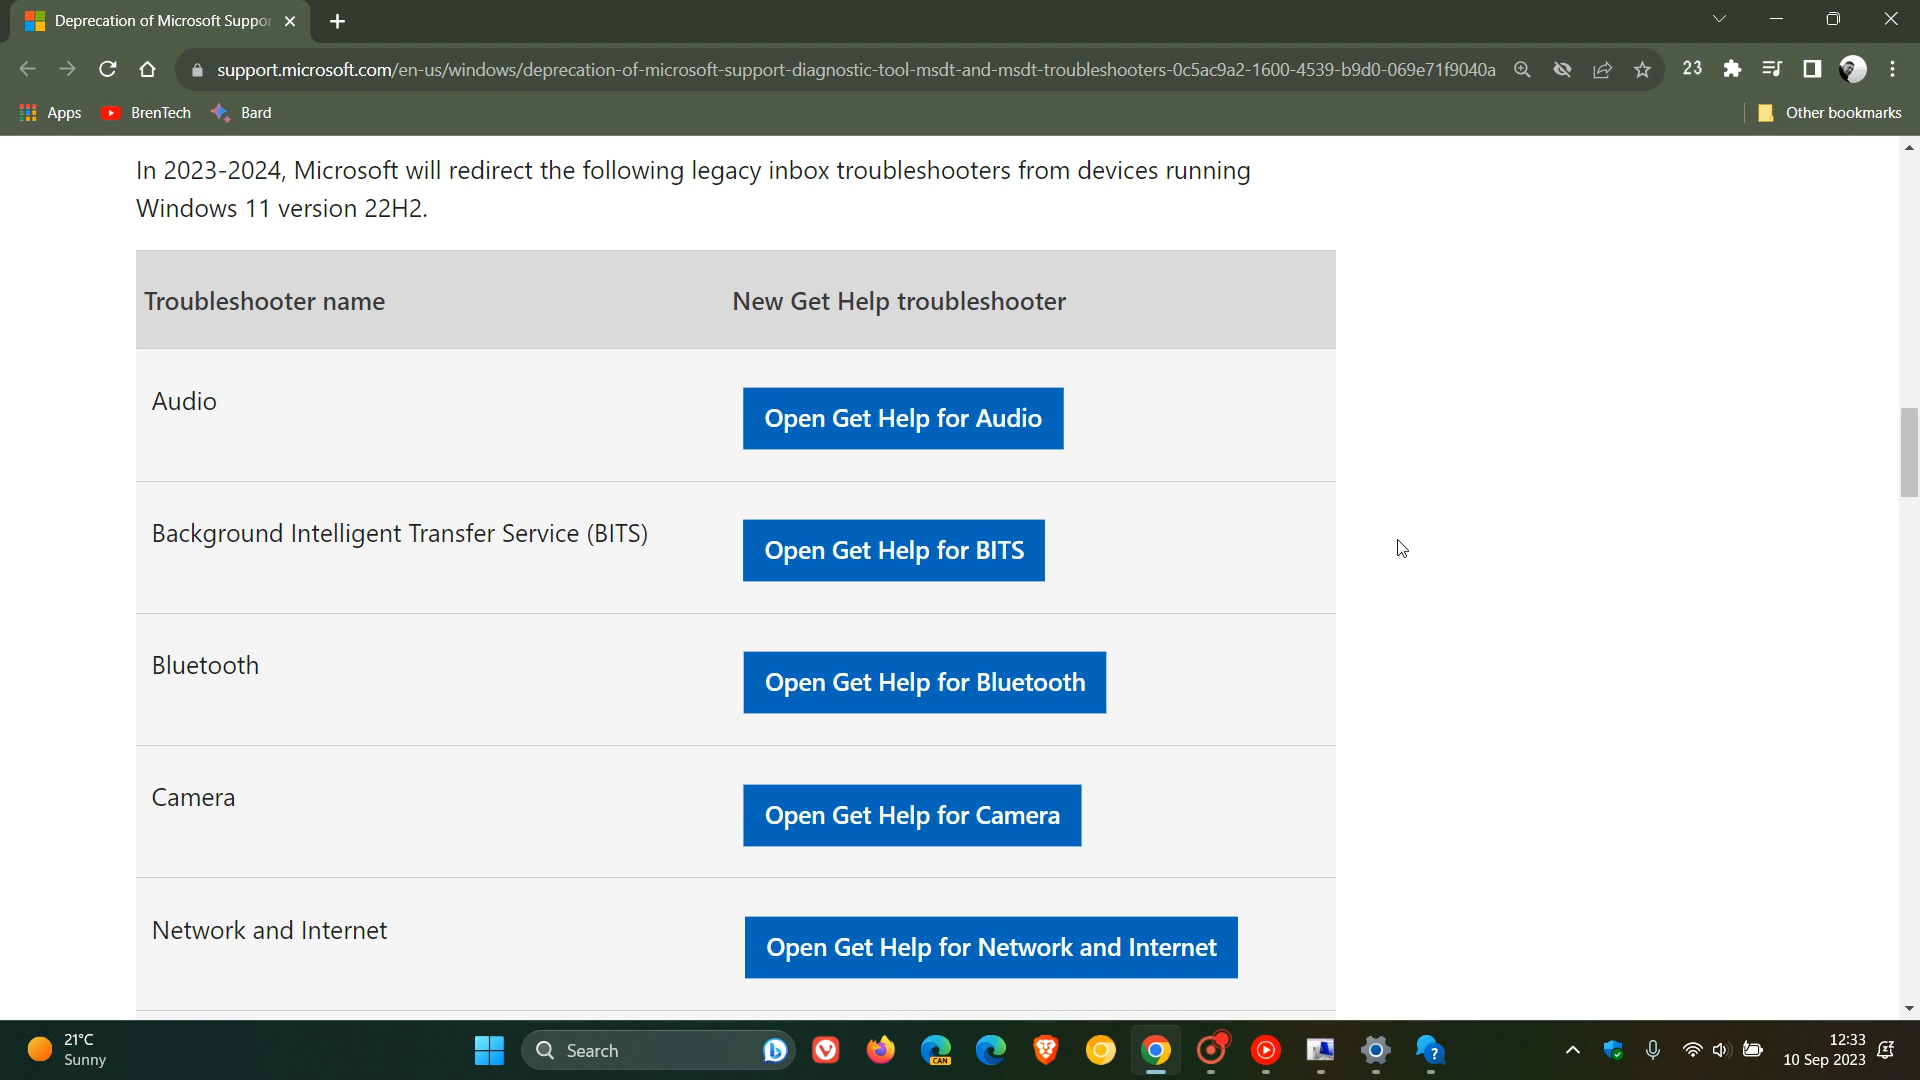 Deprecation of Microsoft Suppor
support.microsoft.com/en-us/windows/deprecation-of-microsoft-support-diagnostic-tool-msdt-and-msdt-troubleshooters-0c5ac9a2-1600-4539-b9d0-069e71f9040a
23
Apps
BrenTech
Bard
Other bookmarks
In 2023-2024, Microsoft will redirect the following legacy inbox troubleshooters from devices running
Windows 11 version 22H2.
Troubleshooter name
New Get Help troubleshooter
Audio
Open Get Help for Audio
Background Intelligent Transfer Service (BITS)
Open Get Help for BITS
Bluetooth
Open Get Help for Bluetooth
Camera
Open Get Help for Camera
Network and Internet
Open Get Help for Network and Internet
21°C
Sunny
Search
CAN
12:33
10 Sep 2023